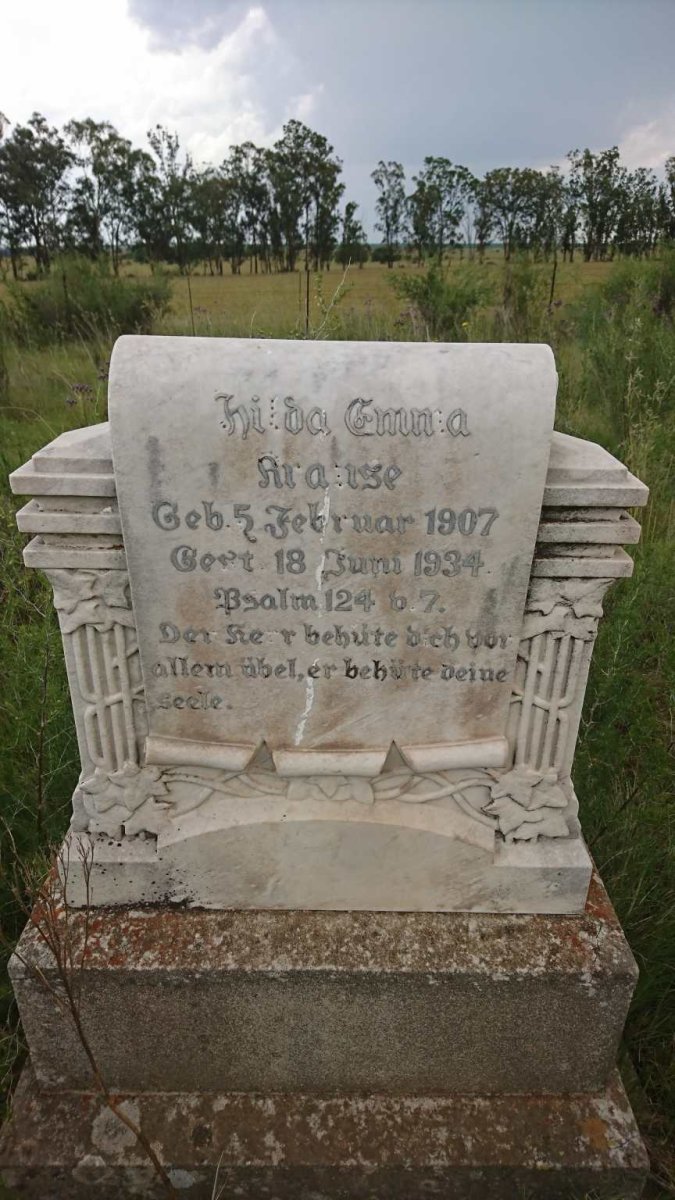 Hilda Emma
Krause
Geb. 5 Februar 1907
Gest. 18 Juni 1934.
Psalm 124 v. 7.
Der Herr behüte dich vor
allem übel, er behüte deine
seele.